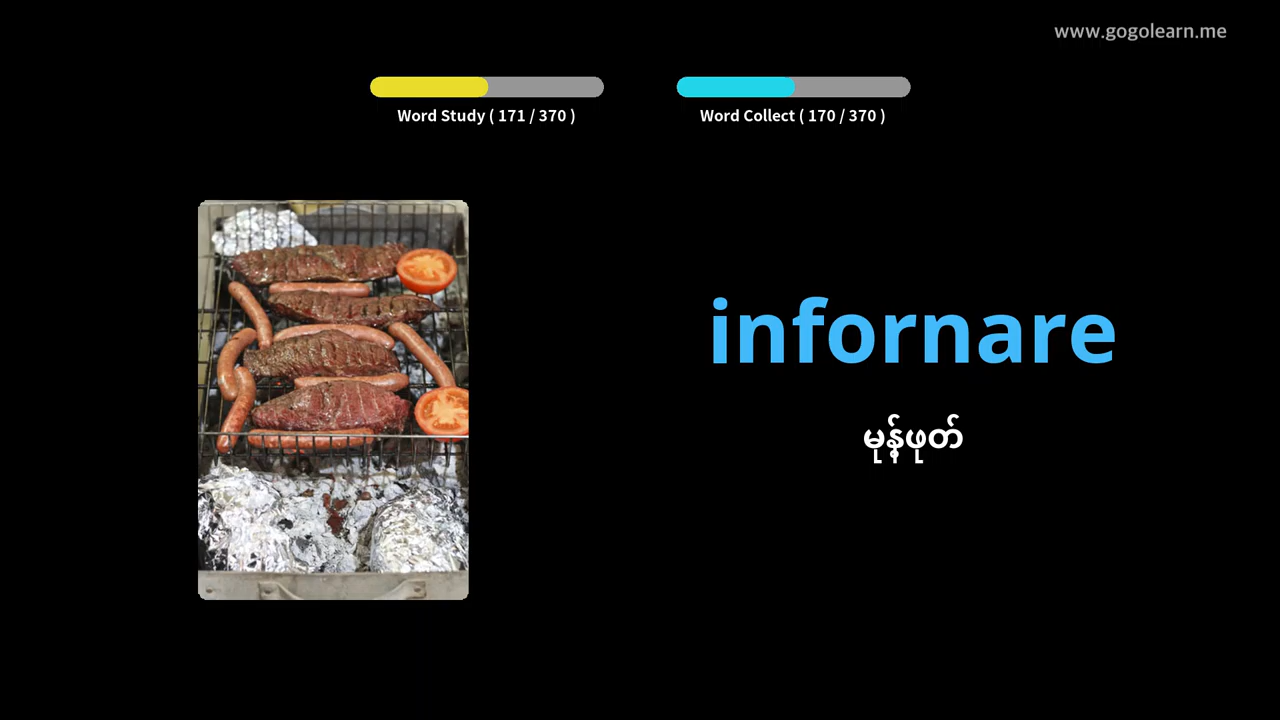 www.gogolearn.me
Word Study ( 171 / 370 )
Word Collect ( 170 / 370 )
infornare
မုန့်ဖုတ်